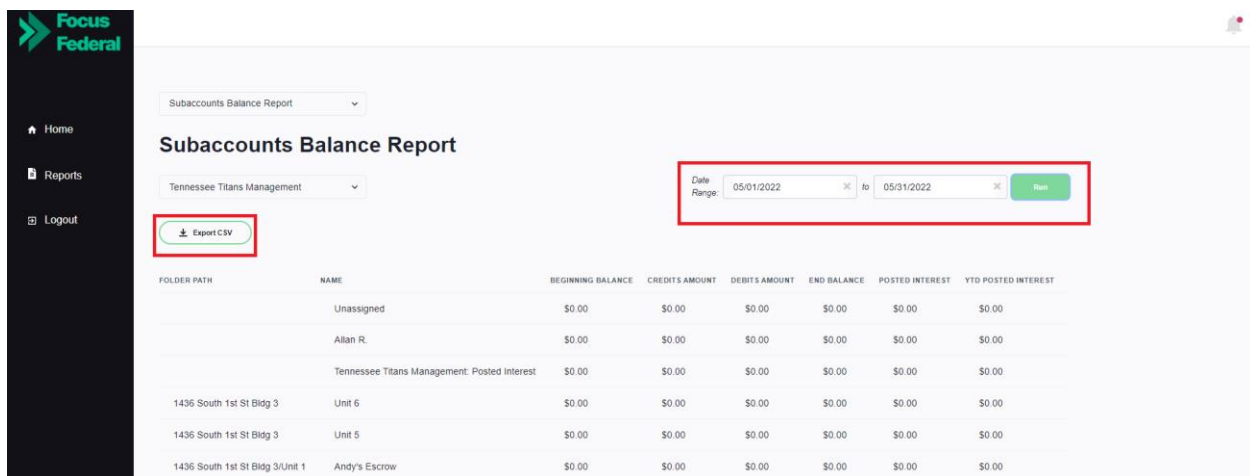 Focus
Federal
Home
Reports
Logout
Subaccounts Balance Report
Subaccounts Balance Report
Tennessee Titans Management
Date
Range: 05/01/2022 to 05/31/2022 Run
Export CSV
FOLDER PATH NAME BEGINNING BALANCE CREDITS AMOUNT DEBITS AMOUNT END BALANCE POSTED INTEREST YTD POSTED INTEREST
Unassigned $0.00 $0.00 $0.00 $0.00 $0.00 $0.00
Allan R. $0.00 $0.00 $0.00 $0.00 $0.00 $0.00
Tennessee Titans Management: Posted Interest $0.00 $0.00 $0.00 $0.00 $0.00 $0.00
1436 South 1st St Bldg 3 Unit 6 $0.00 $0.00 $0.00 $0.00 $0.00 $0.00
1436 South 1st St Bldg 3 Unit 5 $0.00 $0.00 $0.00 $0.00 $0.00 $0.00
1436 South 1st St Bldg 3/Unit 1 Andy's Escrow $0.00 $0.00 $0.00 $0.00 $0.00 $0.00